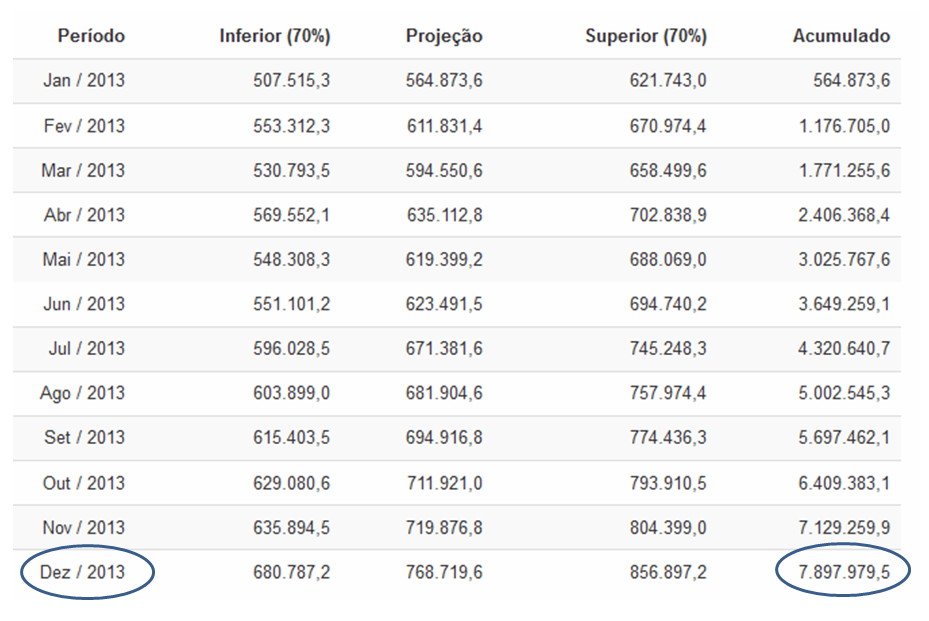 Período Inferior (70%) Projeção Superior (70%) Acumulado
Jan / 2013 507.515,3 564.873,6 621.743,0 564.873,6
Fev / 2013 553.312,3 611.831,4 670.974,4 1.176.705,0
Mar / 2013 530.793,5 594.550,6 658.499,6 1.771.255,6
Abr / 2013 569.552,1 635.112,8 702.838,9 2.406.368,4
Mai / 2013 548.308,3 619.399,2 688.069,0 3.025.767,6
Jun / 2013 551.101,2 623.491,5 694.740,2 3.649.259,1
Jul / 2013 596.028,5 671.381,6 745.248,3 4.320.640,7
Ago / 2013 603.899,0 681.904,6 757.974,4 5.002.545,3
Set / 2013 615.403,5 694.916,8 774.436,3 5.697.462,1
Out / 2013 629.080,6 711.921,0 793.910,5 6.409.383,1
Nov / 2013 635.894,5 719.876,8 804.399,0 7.129.259,9
Dez / 2013 680.787,2 768.719,6 856.897,2 7.897.979,5